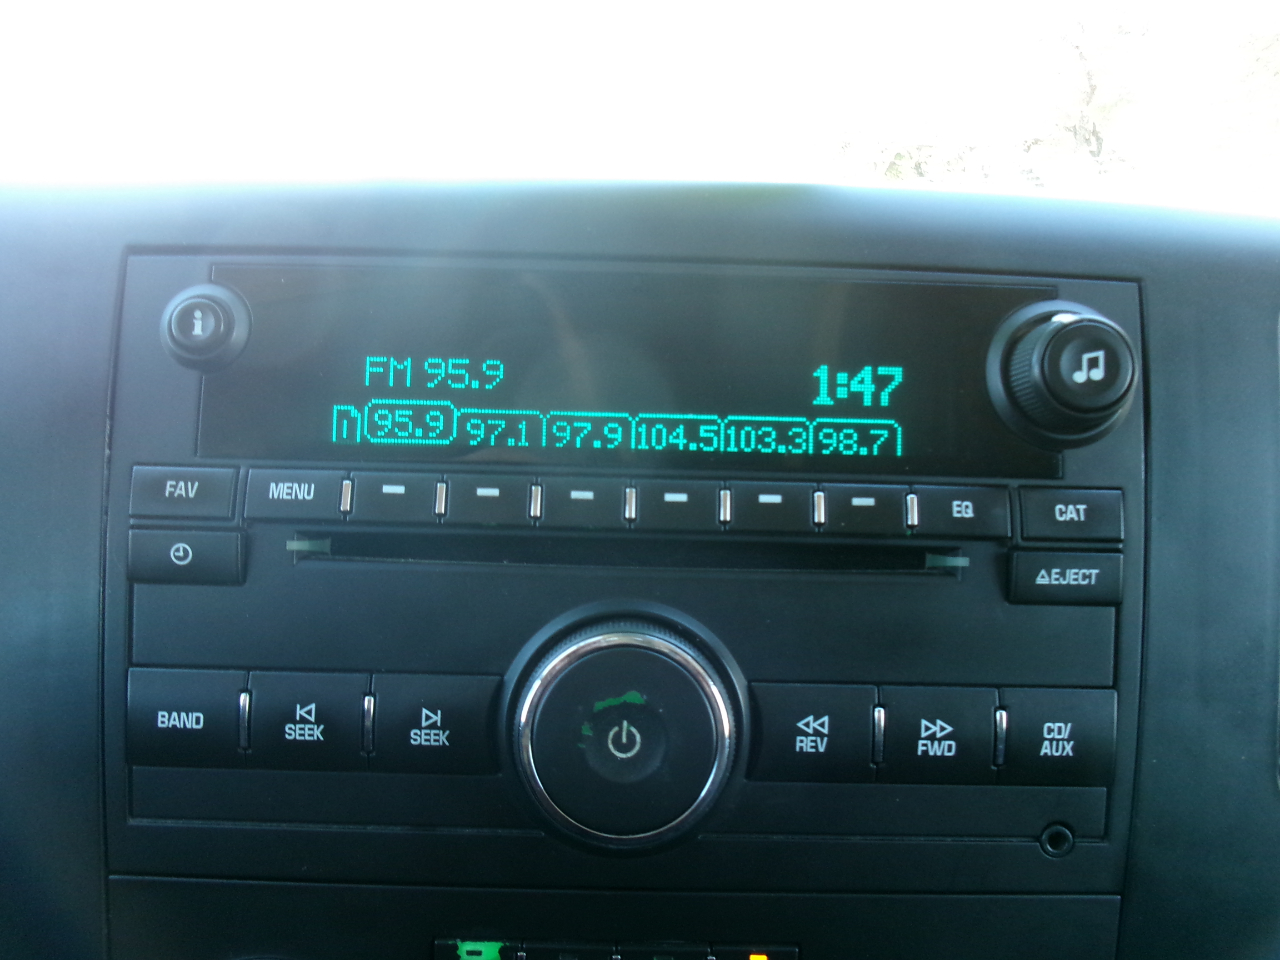 i
FM 95.9 1:47
95.9 97.1 97.9 104.5 103.3 98.7
FAV MENU EQ CAT
EJECT
BAND SEEK SEEK REV FWD CD/
AUX